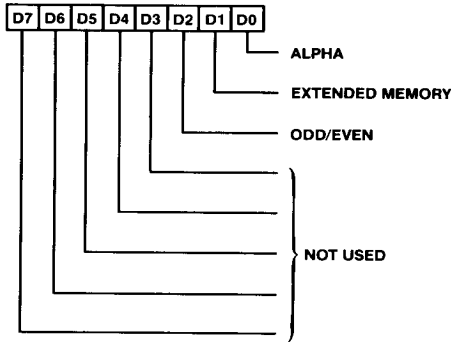 D7 D6 D5 D4 D3 D2 D1 D0
ALPHA
EXTENDED MEMORY
ODD/EVEN
NOT USED